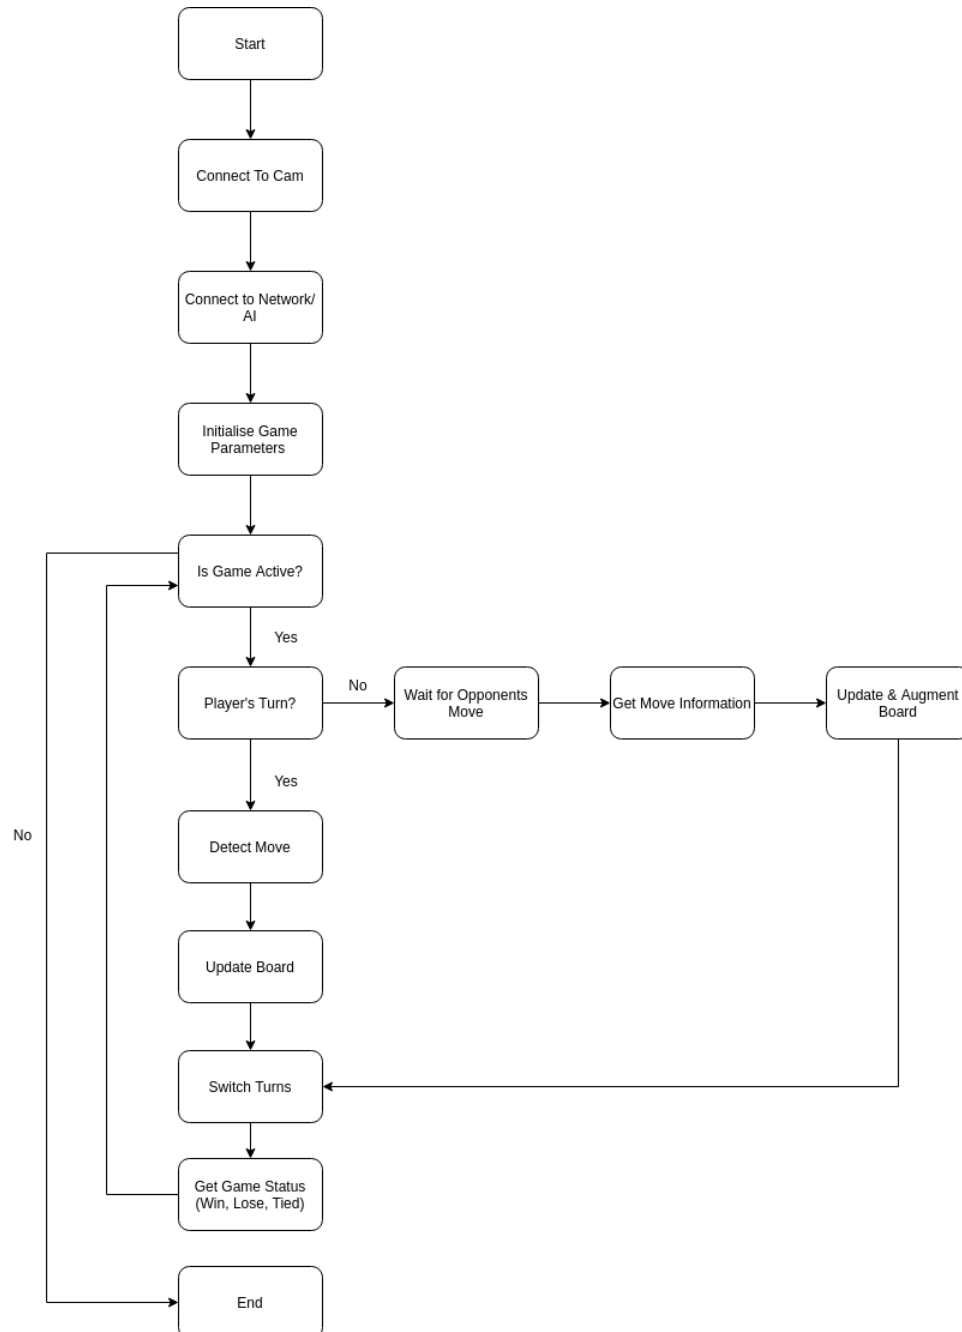 Start
Connect To Cam
Connect to Network/
AI
Initialise Game
Parameters
Is Game Active?
Yes
Player's Turn?
No
Wait for Opponents
Move
Get Move Information
Update & Augment
Board
Yes
No
Detect Move
Update Board
Switch Turns
Get Game Status
(Win, Lose, Tied)
End